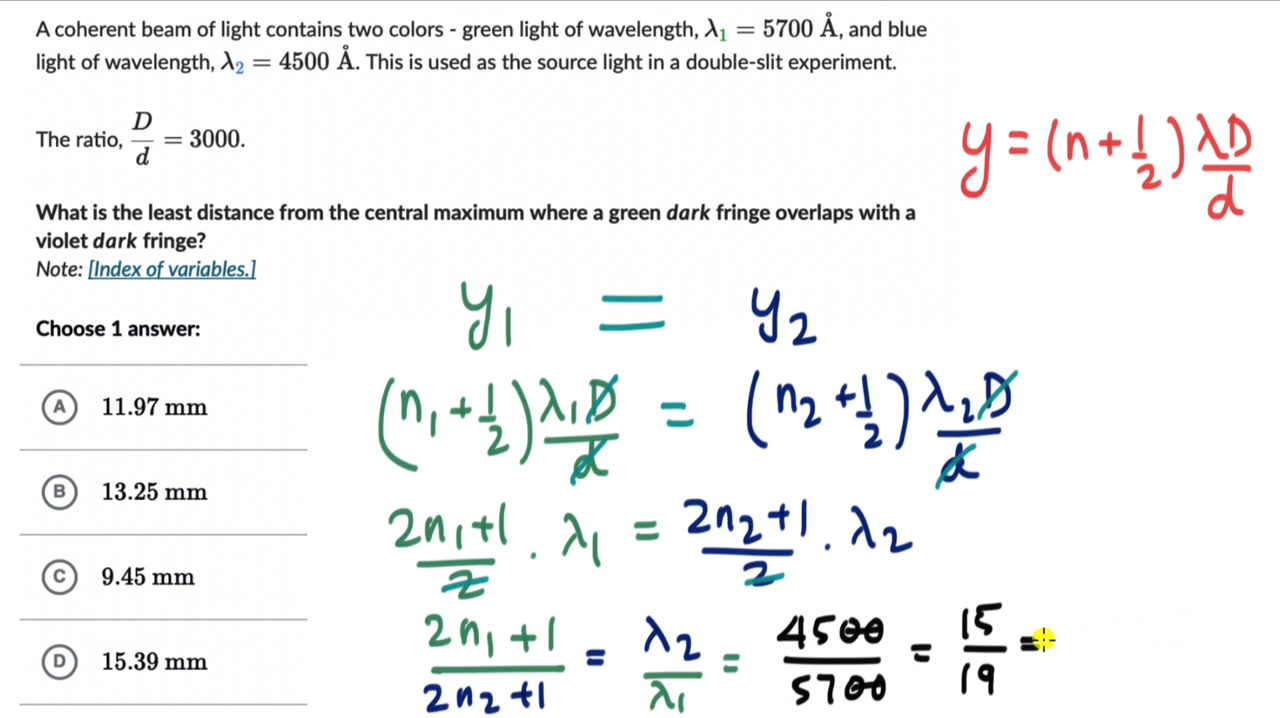 A coherent beam of light contains two colors - green light of wavelength, λ₁ = 5700 Å, and blue
light of wavelength, λ₂ = 4500 Å. This is used as the source light in a double-slit experiment.
The ratio, D/d = 3000.
y = (n + 1/2) λD/d
What is the least distance from the central maximum where a green dark fringe overlaps with a
violet dark fringe?
Note: [Index of variables.]
Choose 1 answer:
A 11.97 mm
B 13.25 mm
C 9.45 mm
D 15.39 mm
y₁ = y₂
(n₁ + 1/2) λ₁D/d = (n₂ + 1/2) λ₂D/d
2n₁+1/2 . λ₁ = 2n₂+1/2 . λ₂
2n₁+1/2n₂+1 = λ₂/λ₁ = 4500/5700 = 15/19 =